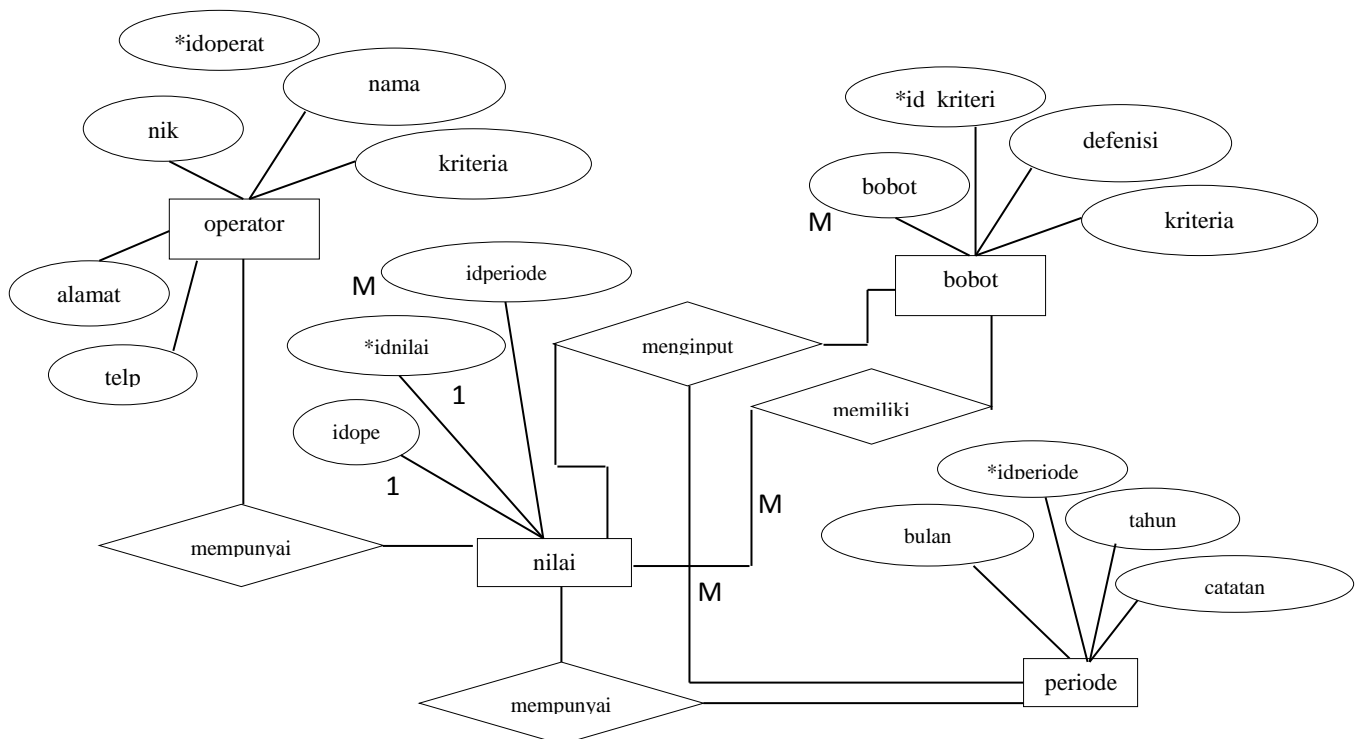 *idoperat
nama
nik
kriteria
operator
alamat
telp
*id kriteri
defenisi
bobot
kriteria
M
bobot
idperiode
M
*idnilai
1
idope
1
menginput
memiliki
M
M
*idperiode
tahun
bulan
catatan
mempunyai
nilai
periode
mempunyai